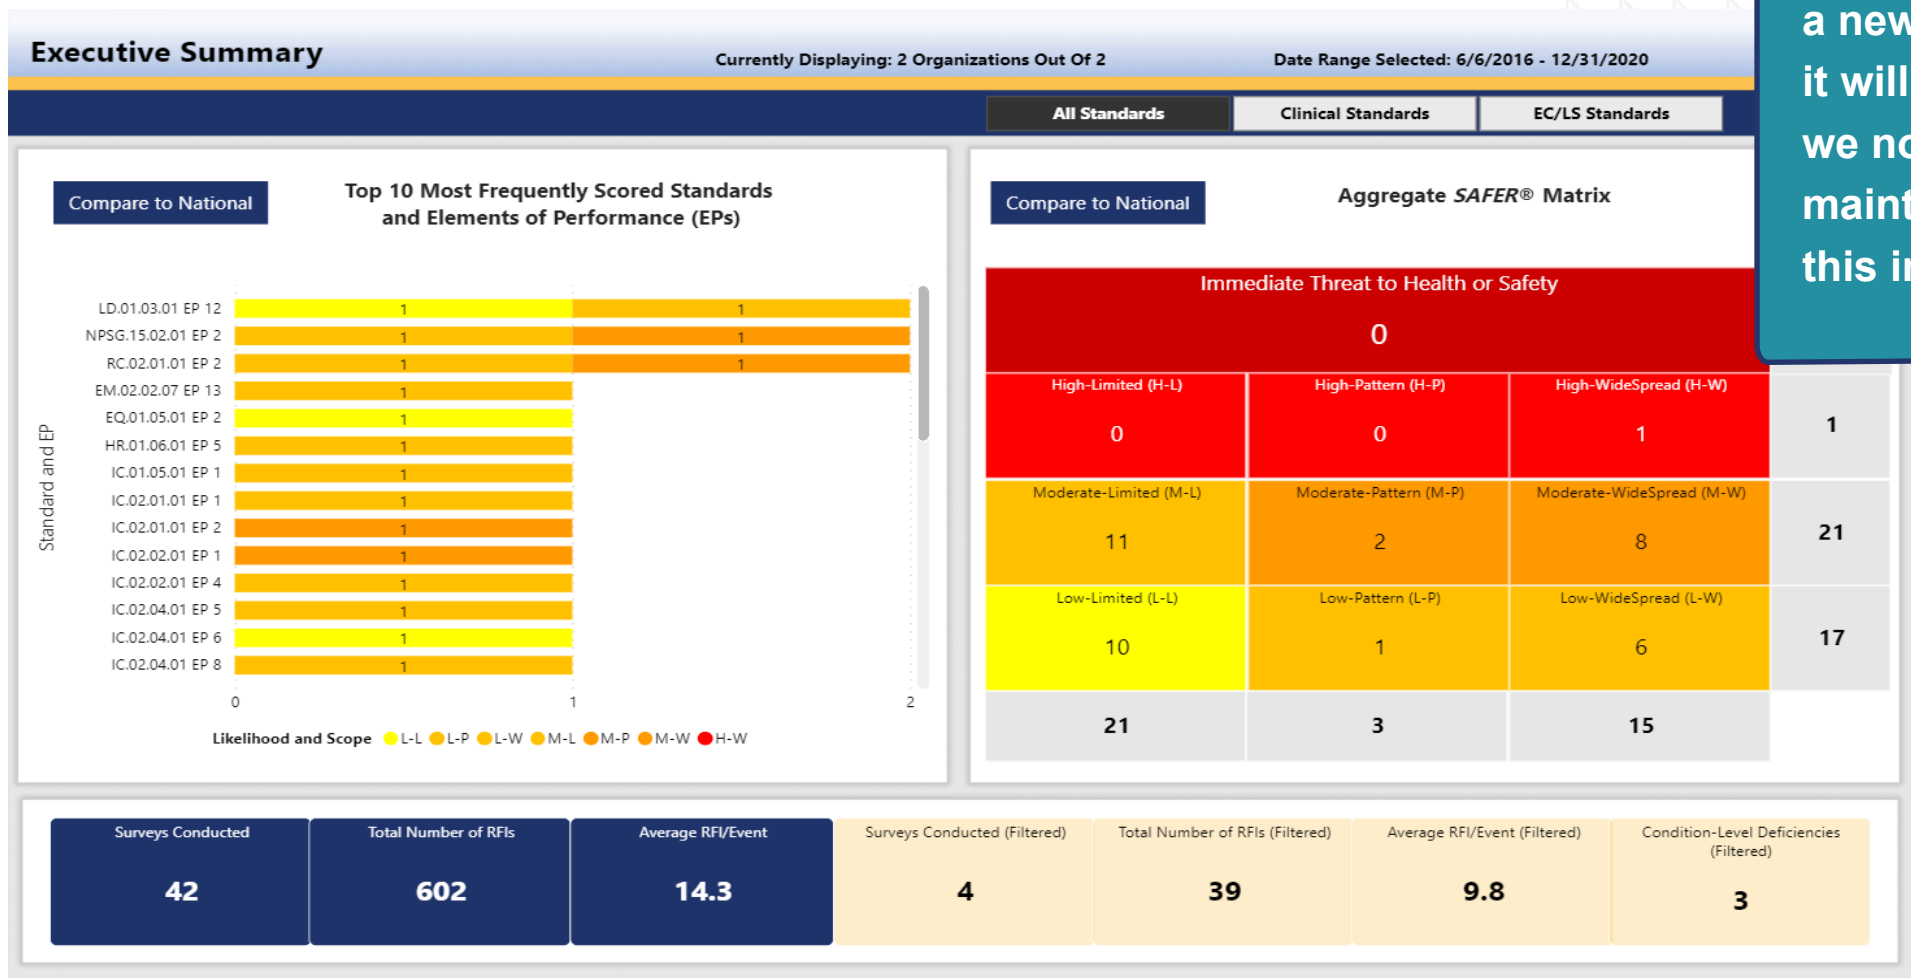 Executive Summary
Currently Displaying: 2 Organizations Out Of 2
Date Range Selected: 6/6/2016 - 12/31/2020
a new
it will
we
this
All Standards
Clinical Standards
EC/LS Standards
Compare to National
Top 10 Most Frequently Scored Standards
and Elements of Performance (EPs)
Standard and EP
LD.01.03.01 EP 12 1 1
NPSG.15.02.01 EP 2 1 1
RC.02.01.01 EP 2 1 1
EM.02.02.07 EP 13 1
EQ.01.05.01 EP 2 1
HR.01.06.01 EP 5 1
IC.01.05.01 EP 1 1
IC.02.01.01 EP 1 1
IC.02.01.01 EP 2 1
IC.02.02.01 EP 1 1
IC.02.02.01 EP 4 1
IC.02.04.01 EP 5 1
IC.02.04.01 EP 6 1
IC.02.04.01 EP 8 1
0 1 2
Likelihood and Scope L-L L-P L-W M-L M-P M-W H-W
Compare to National
Aggregate SAFER® Matrix
Immediate Threat to Health or Safety
0
High-Limited (H-L) High-Pattern (H-P) High-WideSpread (H-W)
0 0 1 1
Moderate-Limited (M-L) Moderate-Pattern (M-P) Moderate-WideSpread (M-W)
11 2 8 21
Low-Limited (L-L) Low-Pattern (L-P) Low-WideSpread (L-W)
10 1 6 17
21 3 15
Surveys Conducted
42
Total Number of RFIs
602
Average RFI/Event
14.3
Surveys Conducted (Filtered)
4
Total Number of RFIs (Filtered)
39
Average RFI/Event (Filtered)
9.8
Condition-Level Deficiencies
(Filtered)
3